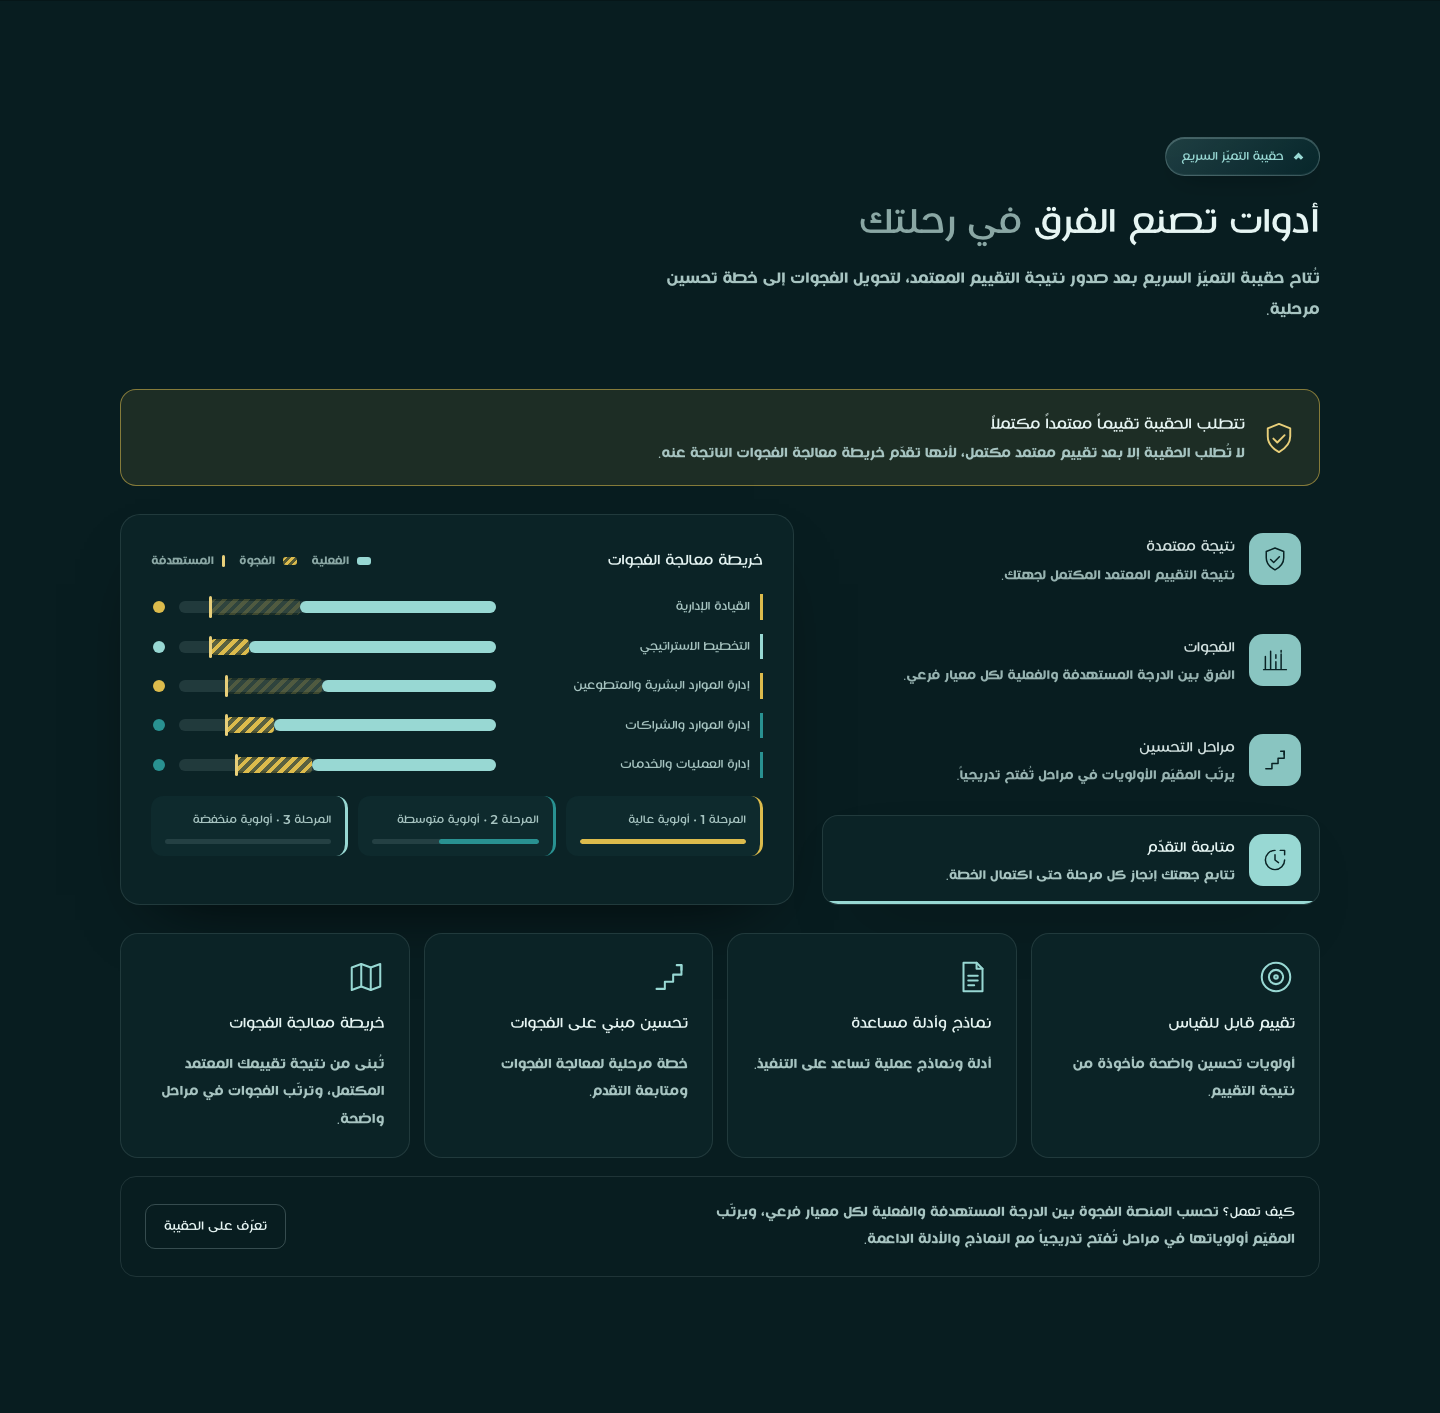 حقيبة التميّز السريع
أدوات تصنع الفرق في رحلتك
تُتاح حقيبة التميّز السريع بعد صدور نتيجة التقييم المعتمد، لتحويل الفجوات إلى خطة تحسين
مرحلية.
تتطلب الحقيبة تقييماً معتمداً مكتملاً
لا تُطلب الحقيبة إلا بعد تقييم معتمد مكتمل، لأنها تقدّم خريطة معالجة الفجوات الناتجة عنه.
نتيجة معتمدة
نتيجة التقييم المعتمد المكتمل لجهتك.
الفجوات
الفرق بين الدرجة المستهدفة والفعلية لكل معيار فرعي.
مراحل التحسين
يرتّب المقيّم الأولويات في مراحل تُفتح تدريجياً.
متابعة التقدّم
تتابع جهتك إنجاز كل مرحلة حتى اكتمال الخطة.
خريطة معالجة الفجوات
الفعلية الفجوة المستهدفة
القيادة الإدارية
التخطيط الاستراتيجي
إدارة الموارد البشرية والمتطوعين
إدارة الموارد والشراكات
إدارة العمليات والخدمات
المرحلة 1 · أولوية عالية
المرحلة 2 · أولوية متوسطة
المرحلة 3 · أولوية منخفضة
تقييم قابل للقياس
أولويات تحسين واضحة مأخوذة من
نتيجة التقييم.
نماذج وأدلة مساعدة
أدلة ونماذج عملية تساعد على التنفيذ.
تحسين مبني على الفجوات
خطة مرحلية لمعالجة الفجوات
ومتابعة التقدم.
خريطة معالجة الفجوات
تُبنى من نتيجة تقييمك المعتمد
المكتمل، وترتّب الفجوات في مراحل
واضحة.
كيف تعمل؟ تحسب المنصة الفجوة بين الدرجة المستهدفة والفعلية لكل معيار فرعي، ويرتّب
المقيّم أولوياتها في مراحل تُفتح تدريجياً مع النماذج والأدلة الداعمة.
تعرّف على الحقيبة